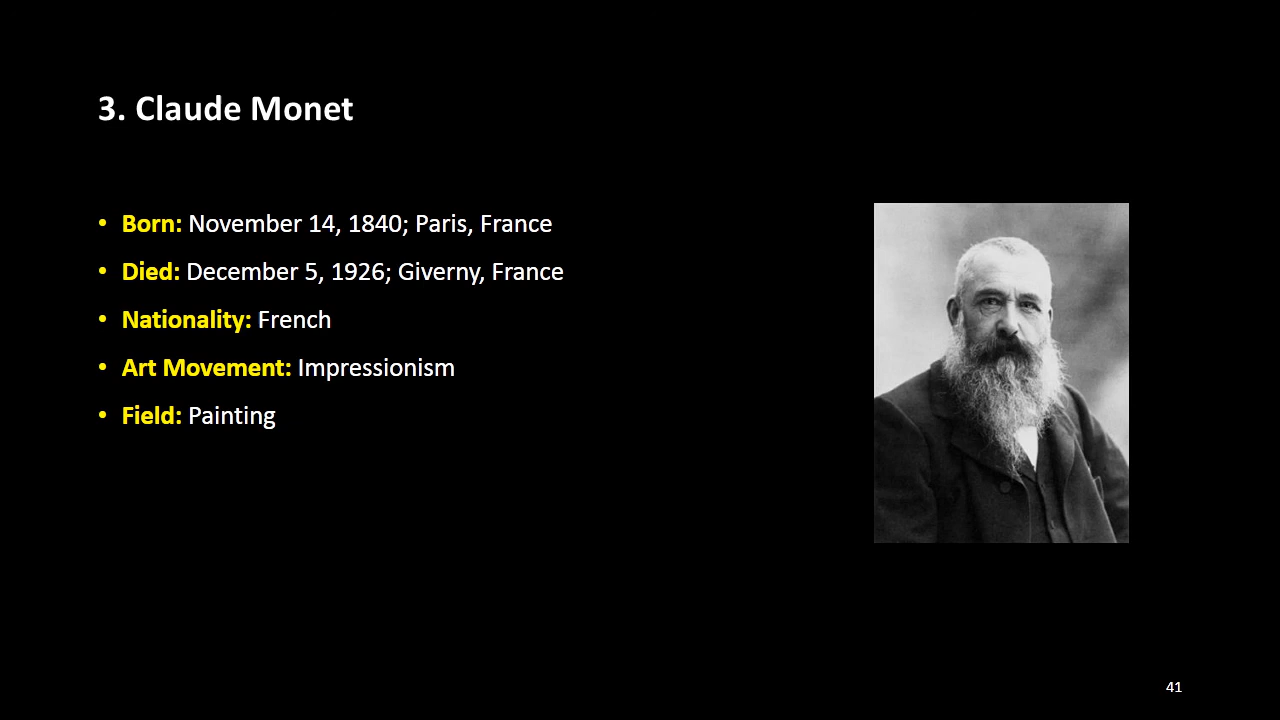 3. Claude Monet
• Born: November 14, 1840; Paris, France
• Died: December 5, 1926; Giverny, France
• Nationality: French
• Art Movement: Impressionism
• Field: Painting
41